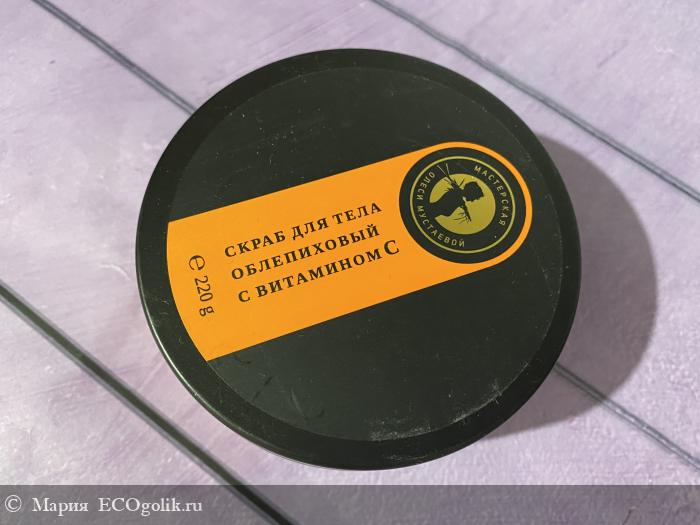 СКРАБ ДЛЯ ТЕЛА
ОБЛЕПИХОВЫЙ
С ВИТАМИНОМ С
℮ 220 g
МАСТЕРСКАЯ
ОЛЕСИ МУСТАЕВОЙ
© Мария ECOgolik.ru